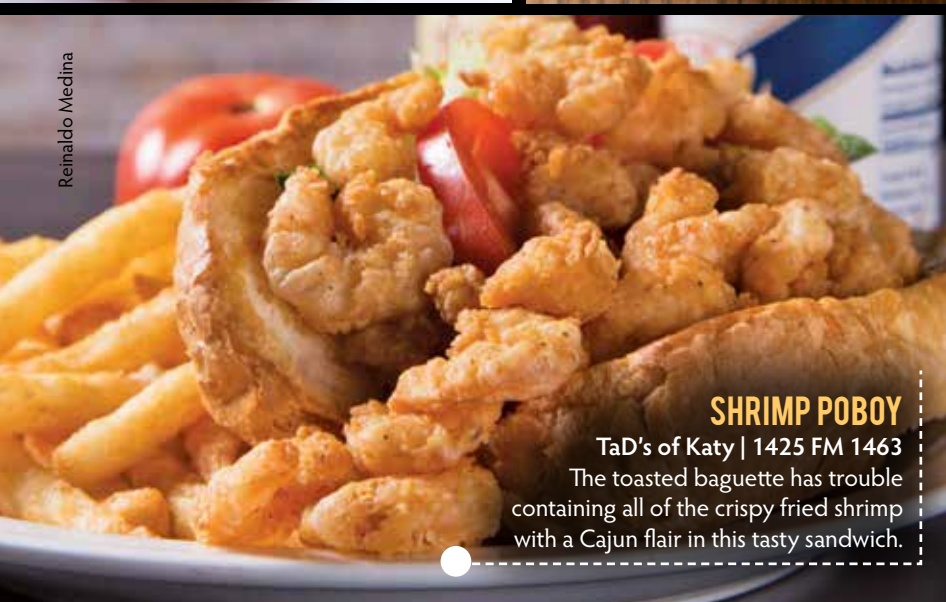 Reinaldo Medina
SHRIMP POBOY
TaD's of Katy | 1425 FM 1463
The toasted baguette has trouble
containing all of the crispy fried shrimp
with a Cajun flair in this tasty sandwich.